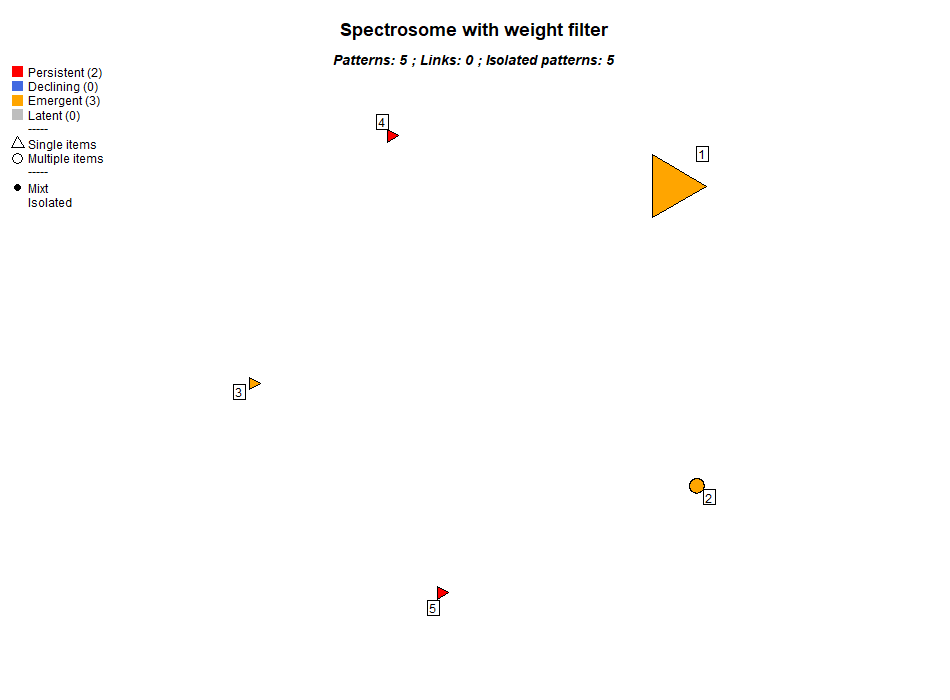 Spectrosome with weight filter
Patterns: 5 ; Links: 0 ; Isolated patterns: 5
Persistent (2)
Declining (0)
Emergent (3)
Latent (0)
-----
Single items
Multiple items
-----
Mixt
Isolated
4
1
3
2
5